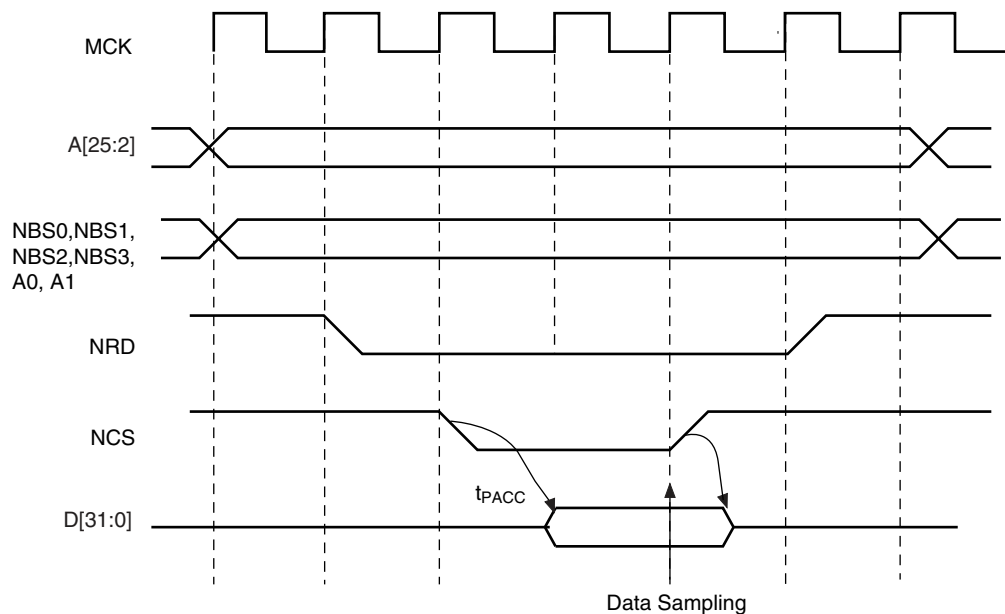 MCK
A[25:2]
NBS0,NBS1,
NBS2,NBS3,
A0, A1
NRD
NCS
tPACC
D[31:0]
Data Sampling